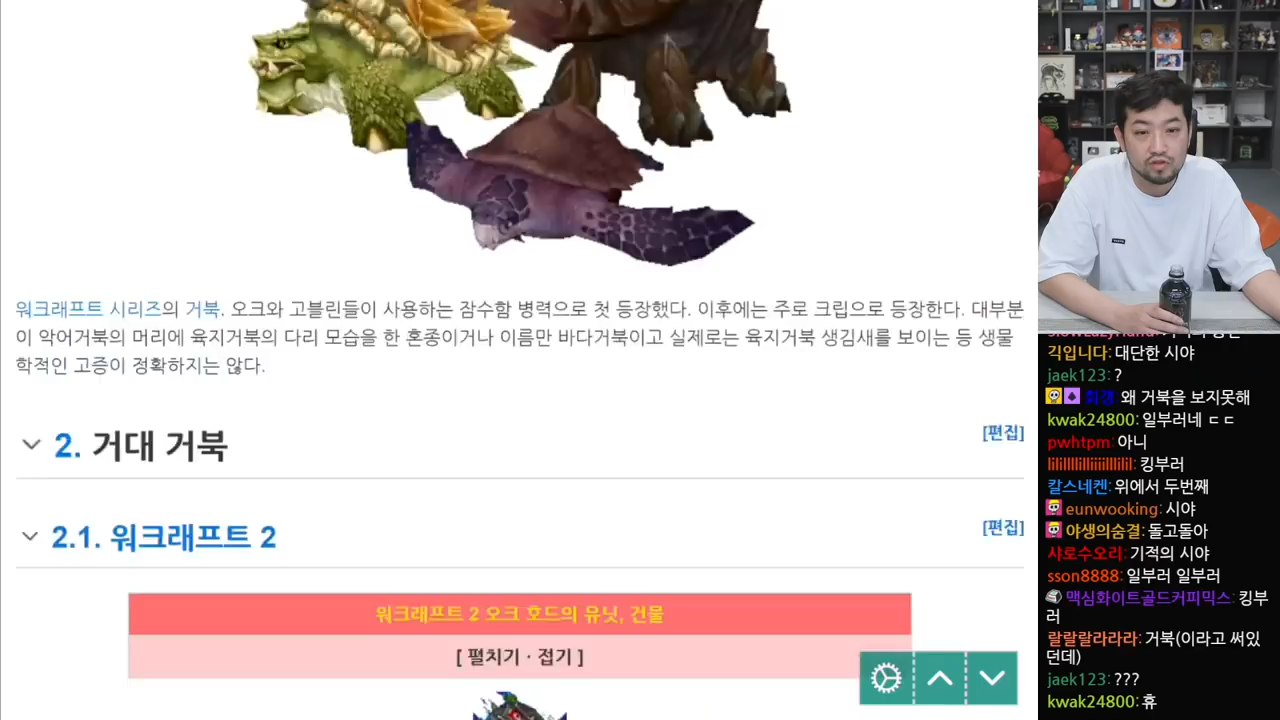 워크래프트 시리즈의 거북. 오크와 고블린들이 사용하는 잠수함 병력으로 첫 등장했다. 이후에는 주로 크립으로 등장한다. 대부분
이 악어거북의 머리에 육지거북의 다리 모습을 한 혼종이거나 이름만 바다거북이고 실제로는 육지거북 생김새를 보이는 등 생물
학적인 고증이 정확하지는 않다.
2. 거대 거북
[편집]
2.1. 워크래프트 2
[편집]
워크래프트 2 오크 호드의 유닛, 건물
[ 펼치기 · 접기 ]
긱입니다: 대단한 시야
jaek123: ?
왜 거북을 보지못해
kwak24800: 일부러네 ㄷㄷ
pwhtpm: 아니
킹부러
칼스네켄: 위에서 두번째
eunwooking: 시야
야생의숨결: 돌고돌아
샤로수오리: 기적의 시야
sson8888: 일부러 일부러
맥심화이트골드커피믹스: 킹부
러
랄랄랄라라라: 거북(이라고 써있
던데)
jaek123: ???
kwak24800: 휴